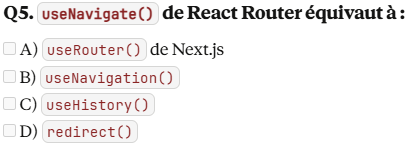 Q5. useNavigate() de React Router équivaut à :
A) useRouter() de Next.js
B) useNavigation()
C) useHistory()
D) redirect()